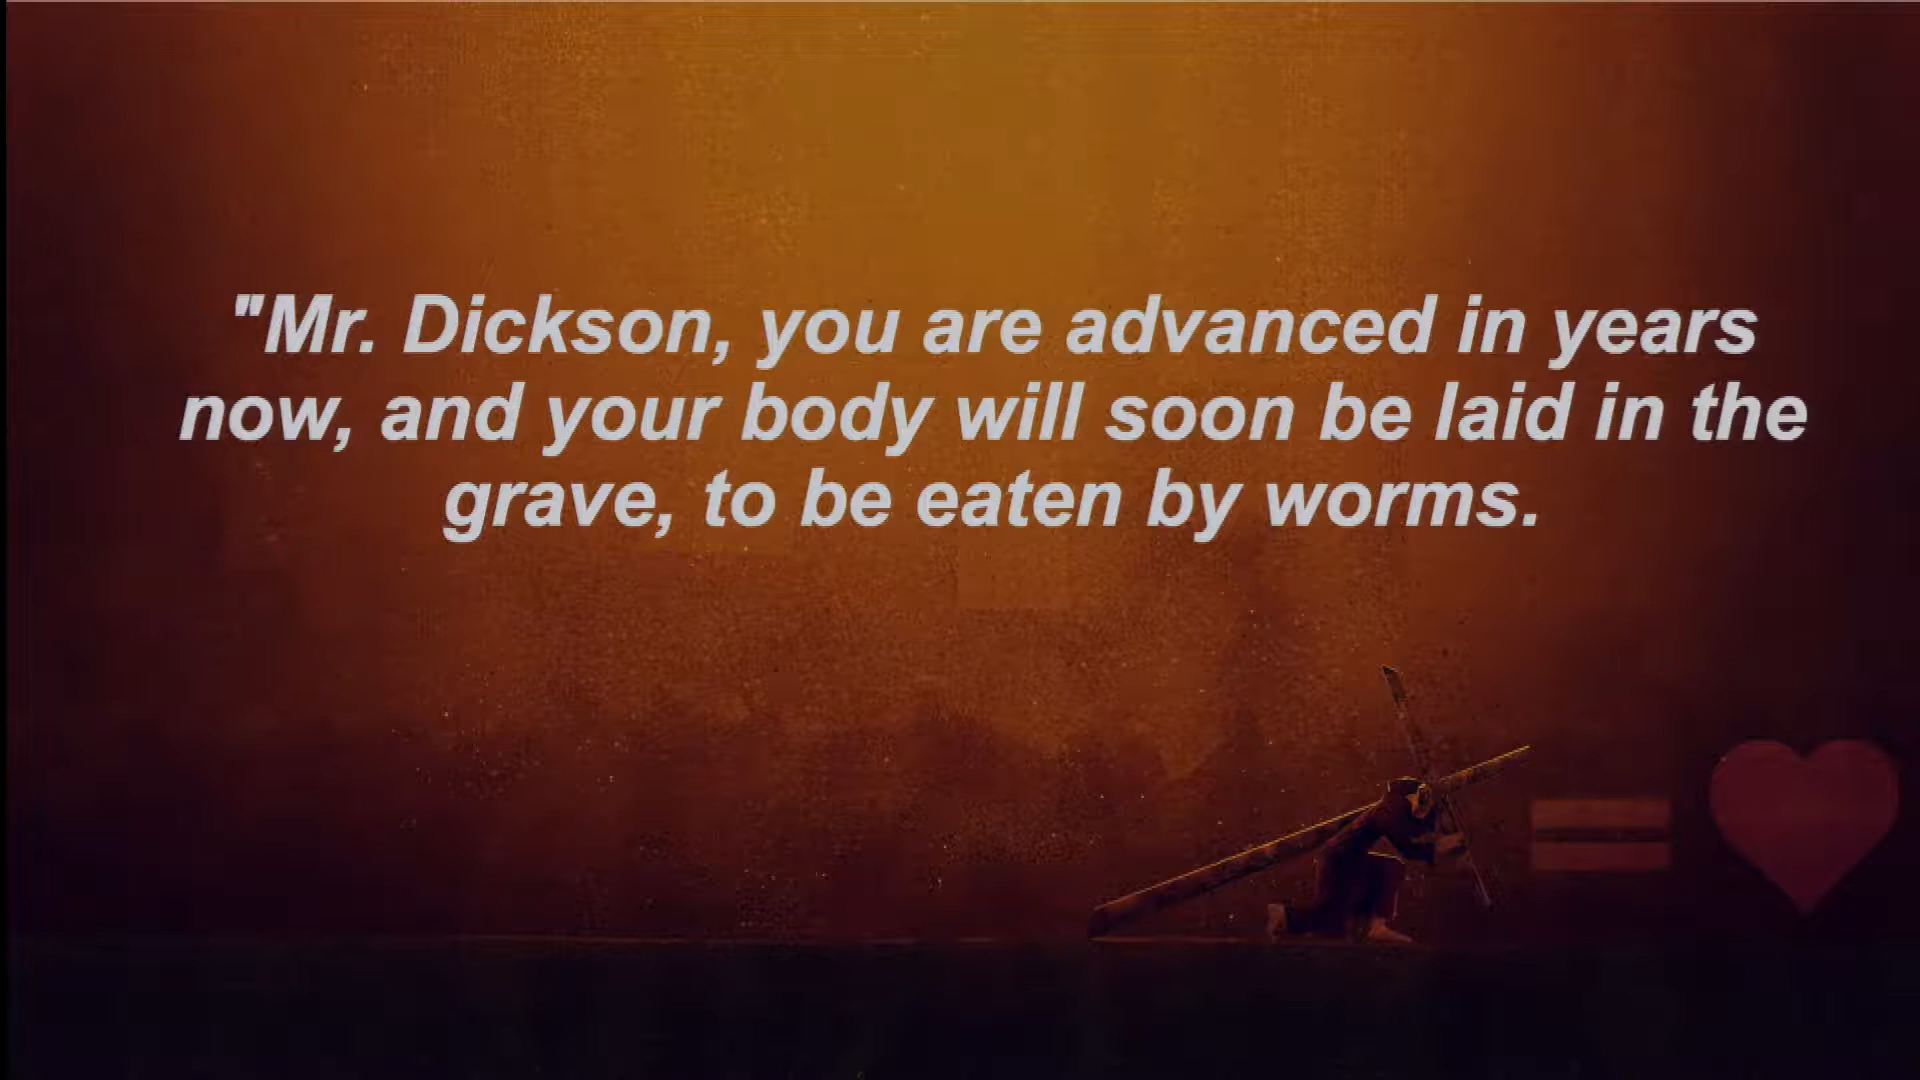 "Mr. Dickson, you are advanced in years
now, and your body will soon be laid in the
grave, to be eaten by worms.